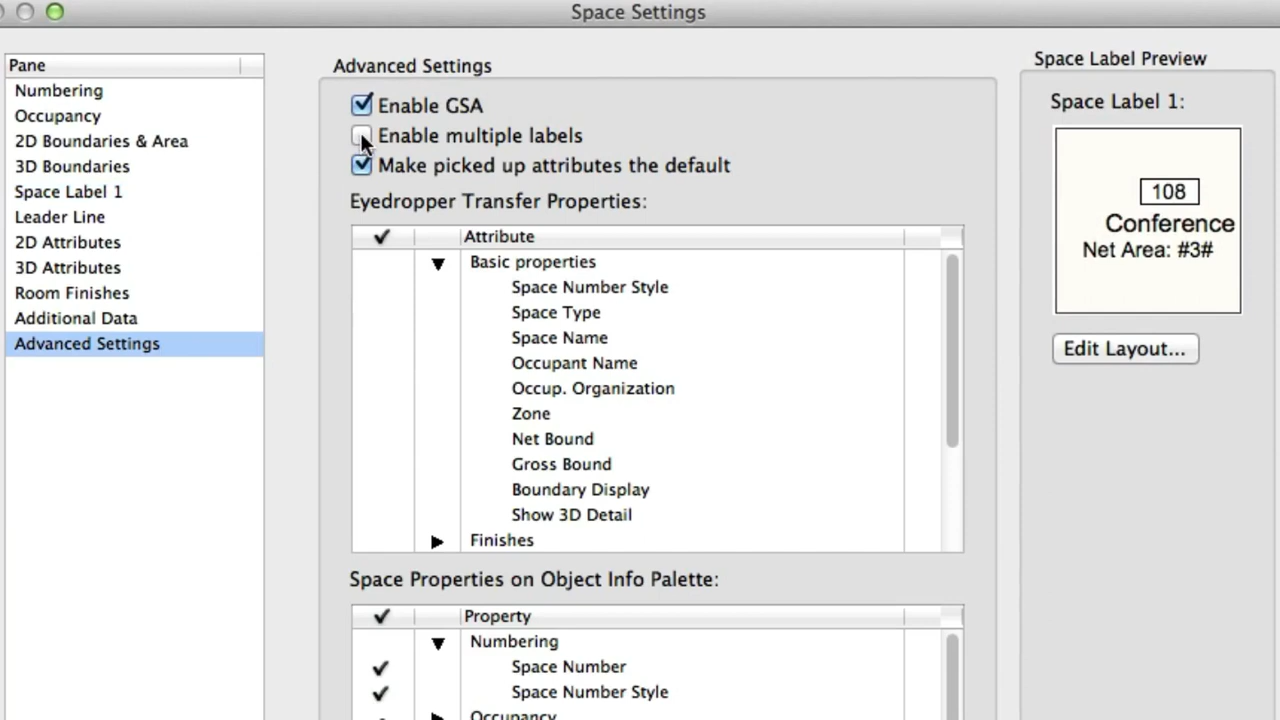 Space Settings
Pane
Numbering
Occupancy
2D Boundaries & Area
3D Boundaries
Space Label 1
Leader Line
2D Attributes
3D Attributes
Room Finishes
Additional Data
Advanced Settings
Advanced Settings
Enable GSA
Enable multiple labels
Make picked up attributes the default
Eyedropper Transfer Properties:
Attribute
Basic properties
Space Number Style
Space Type
Space Name
Occupant Name
Occup. Organization
Zone
Net Bound
Gross Bound
Boundary Display
Show 3D Detail
Finishes
Space Properties on Object Info Palette:
Property
Numbering
Space Number
Space Number Style
Occupancy
Space Label Preview
Space Label 1:
108
Conference
Net Area: #3#
Edit Layout...